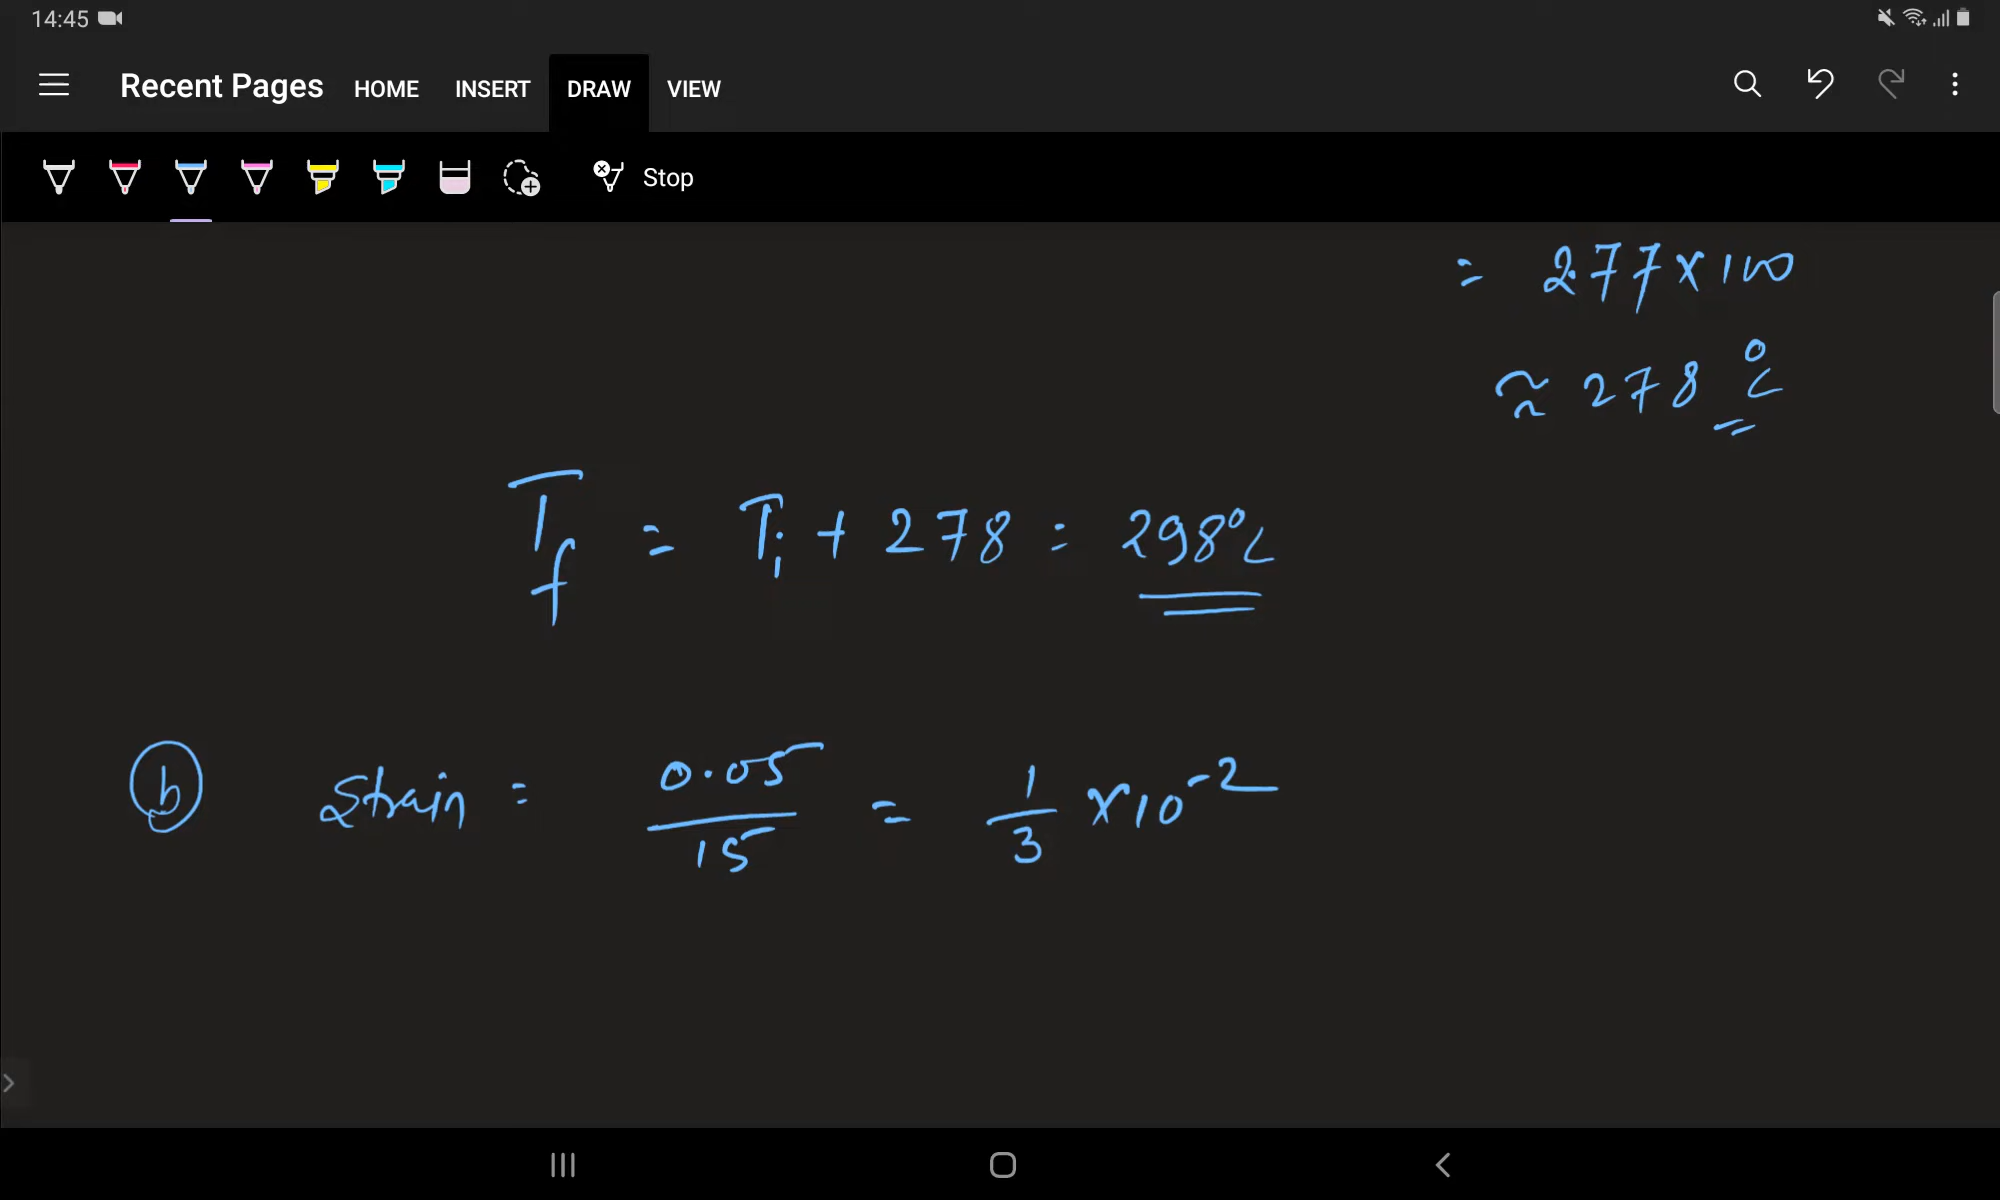 14:45
Recent Pages HOME INSERT DRAW VIEW
Stop
= 277 x 100
≈ 278 °C
Tf = Ti + 278 = 298°C
b Strain = 0.05/15 = 1/3 x 10^-2